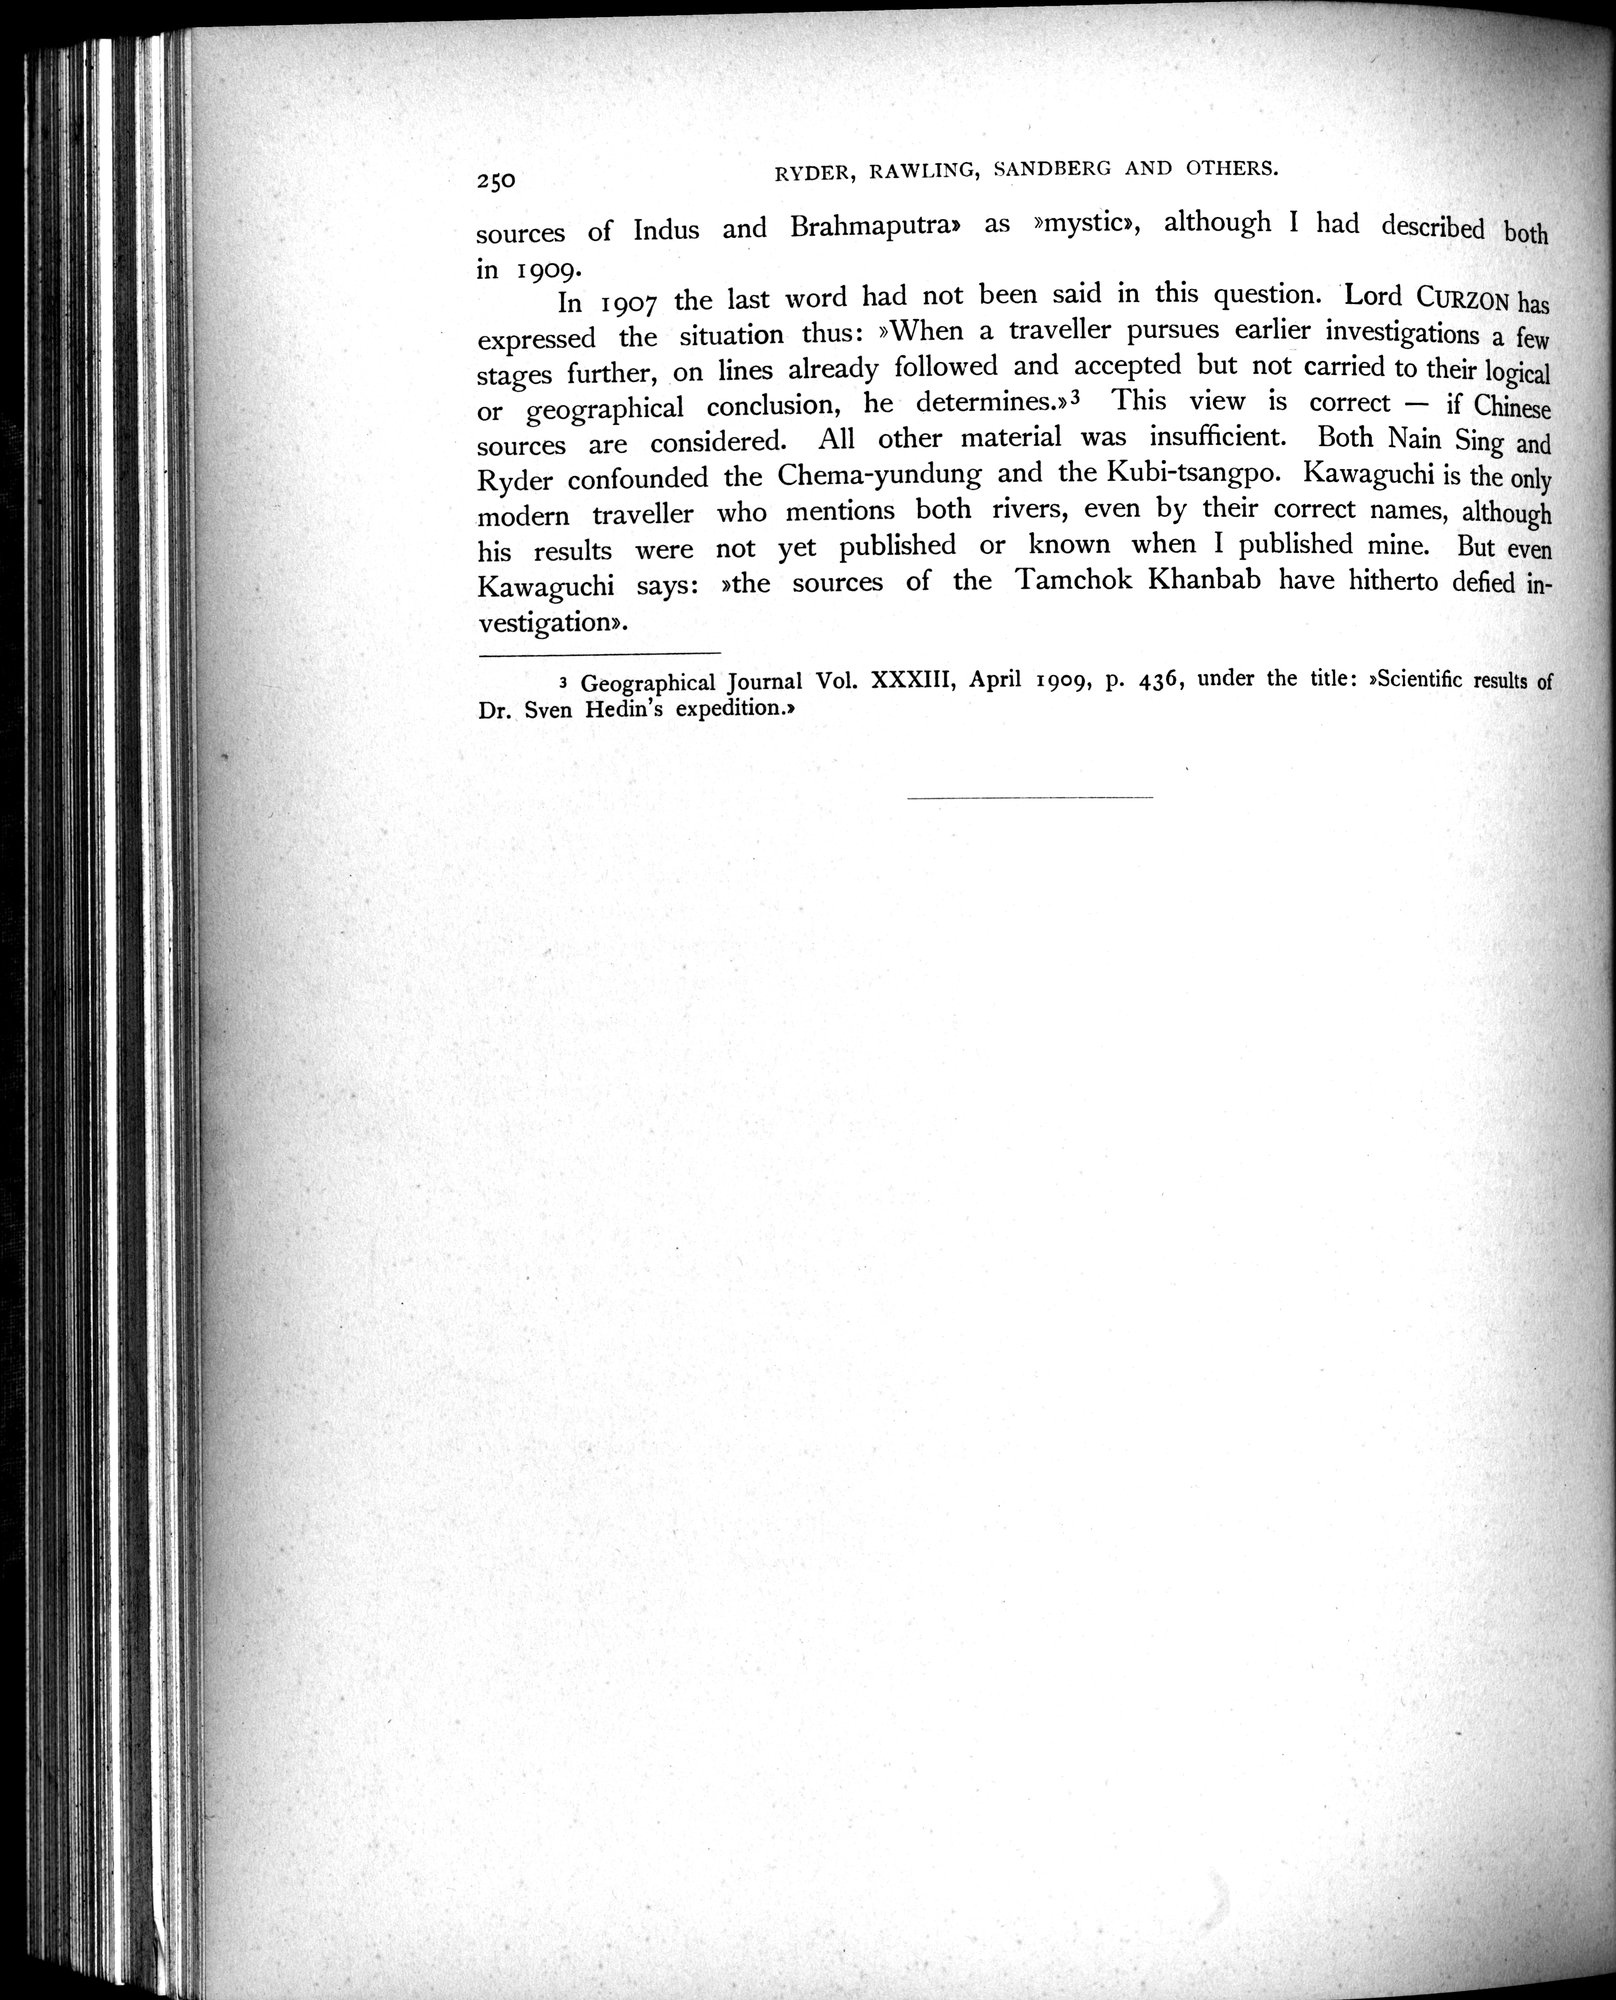 250 RYDER, RAWLING, SANDBERG AND OTHERS.
sources of Indus and Brahmaputra» as »mystic», although I had described both
in 1909.
In 1907 the last word had not been said in this question. Lord CURZON has
expressed the situation thus: »When a traveller pursues earlier investigations a few
stages further, on lines already followed and accepted but not carried to their logical
or geographical conclusion, he determines.»³ This view is correct — if Chinese
sources are considered. All other material was insufficient. Both Nain Sing and
Ryder confounded the Chema-yundung and the Kubi-tsangpo. Kawaguchi is the only
modern traveller who mentions both rivers, even by their correct names, although
his results were not yet published or known when I published mine. But even
Kawaguchi says: »the sources of the Tamchok Khanbab have hitherto defied in-
vestigation».
³ Geographical Journal Vol. XXXIII, April 1909, p. 436, under the title: »Scientific results of
Dr. Sven Hedin's expedition.»